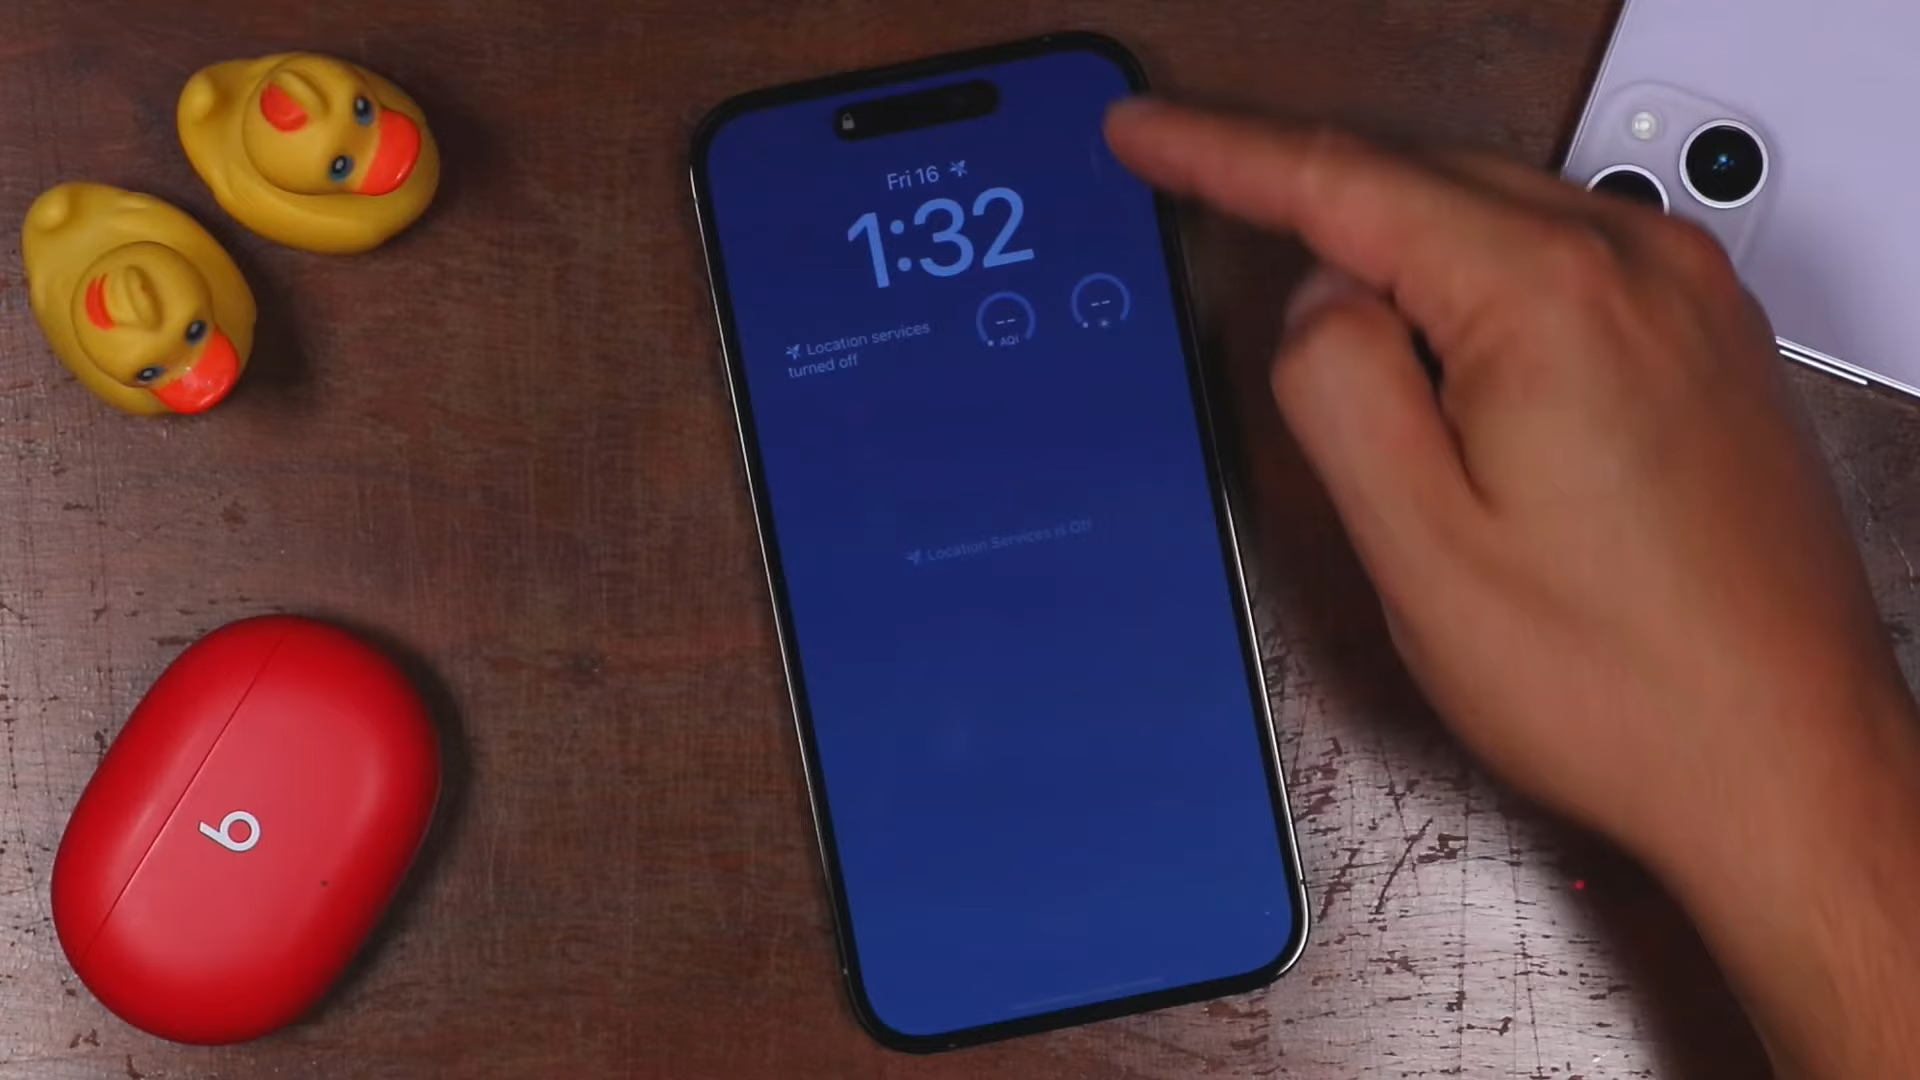 Fri 16
1:32
Location services
turned off
--
AQI
--
Location Services is Off
b